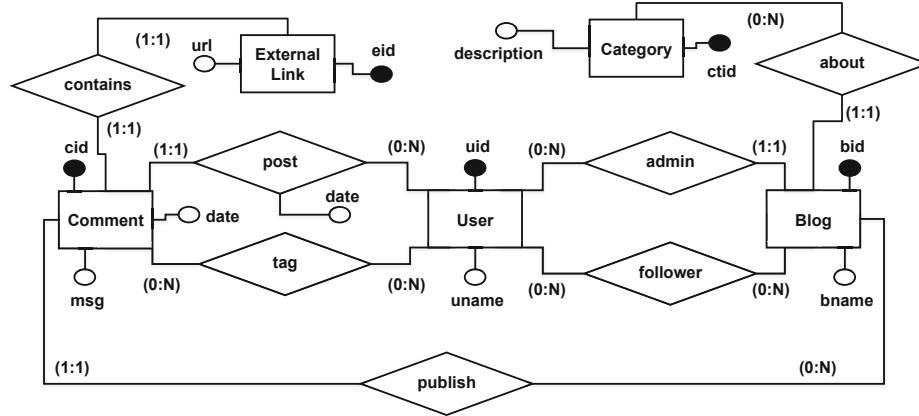 (1:1)
url
External
Link
eid
description
Category
ctid
(0:N)
about
contains
(1:1)
(1:1)
cid
(1:1)
post
(0:N)
uid
(0:N)
admin
(1:1)
bid
Comment
date
date
User
Blog
msg
(0:N)
tag
(0:N)
uname
(0:N)
follower
(0:N)
bname
(1:1)
publish
(0:N)